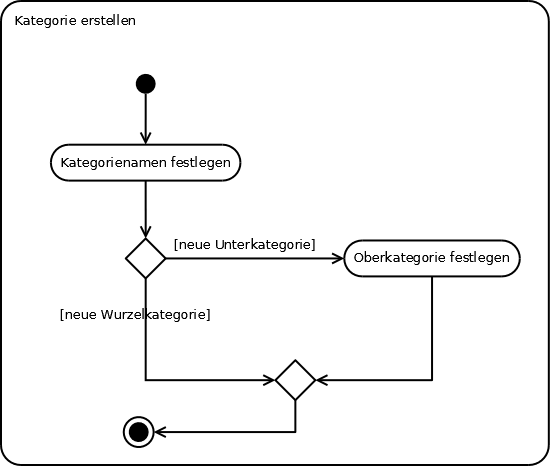 Kategorie erstellen
Kategorienamen festlegen
[neue Unterkategorie]
Oberkategorie festlegen
[neue Wurzelkategorie]